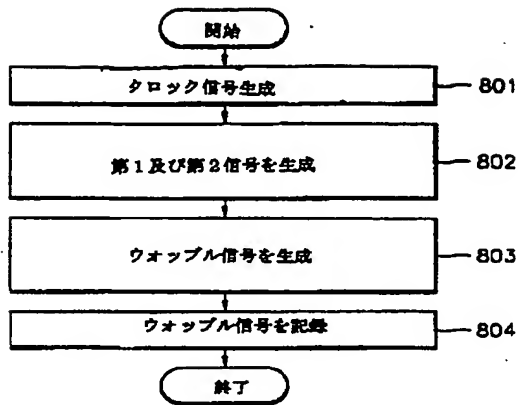 開始
クロック信号生成
801
第1及び第2信号を生成
802
ウォッブル信号を生成
803
ウォッブル信号を記録
804
終了